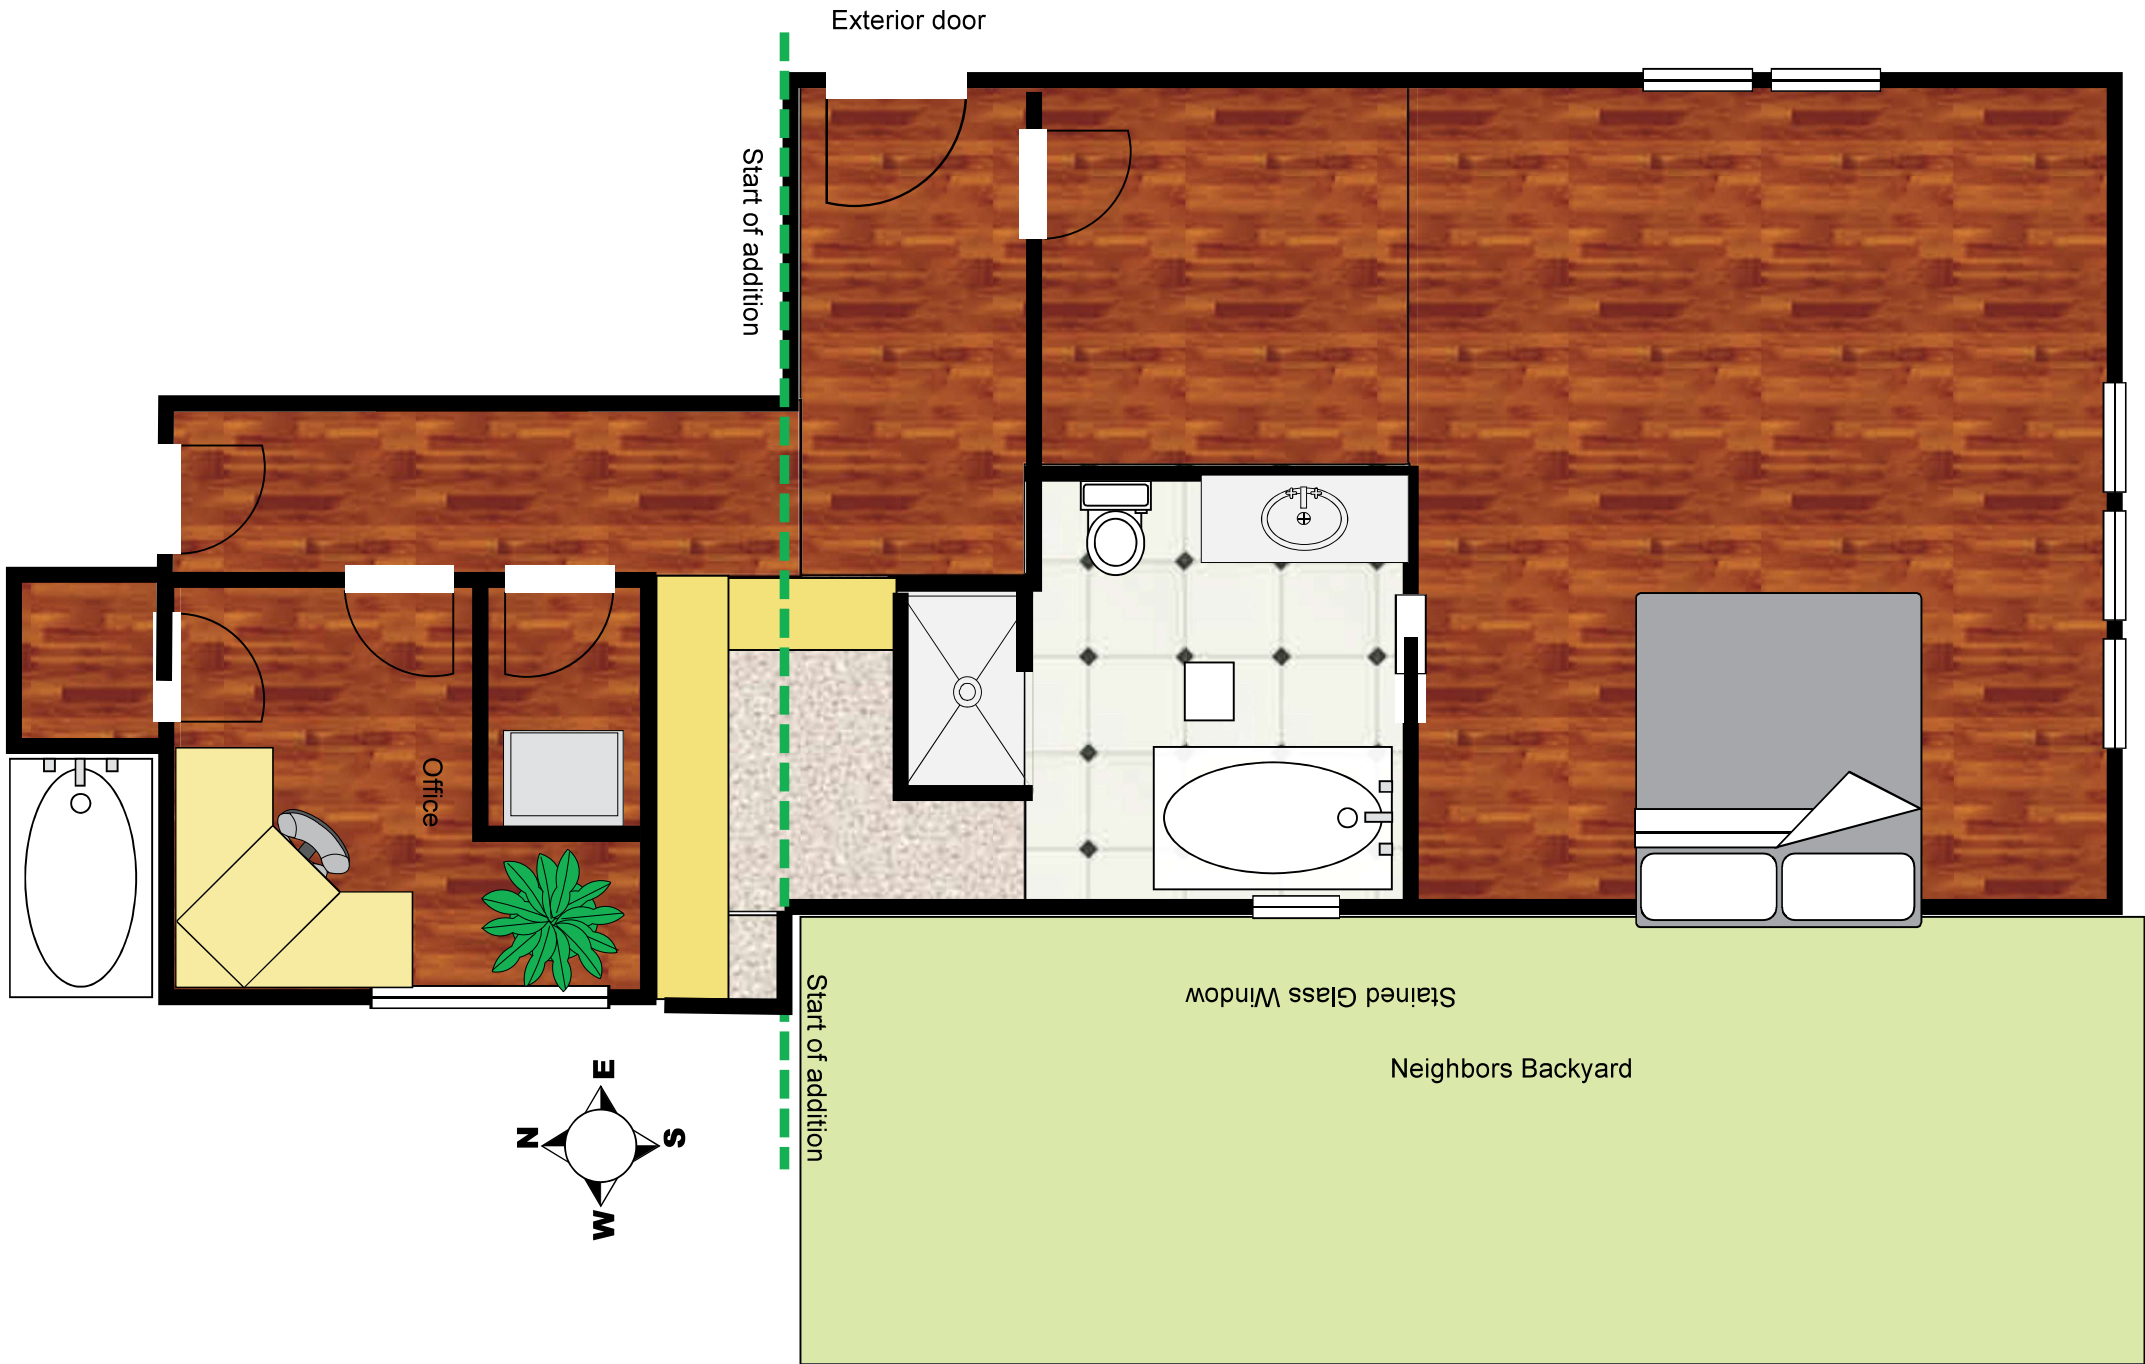 Exterior door
Start of addition
Office
Stained Glass Window
Start of addition
Neighbors Backyard
E
N
S
W